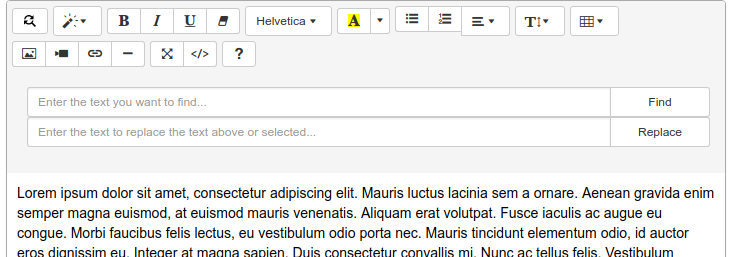 B I U Helvetica A T
</> ?
Enter the text you want to find... Find
Enter the text to replace the text above or selected... Replace
Lorem ipsum dolor sit amet, consectetur adipiscing elit. Mauris luctus lacinia sem a ornare. Aenean gravida enim
semper magna euismod, at euismod mauris venenatis. Aliquam erat volutpat. Fusce iaculis ac augue eu
congue. Morbi faucibus felis lectus, eu vestibulum odio porta nec. Mauris tincidunt elementum odio, id auctor
eros dignissim eu. Integer at magna sapien. Duis consectetur convallis mi. Nunc ac tellus felis. Vestibulum